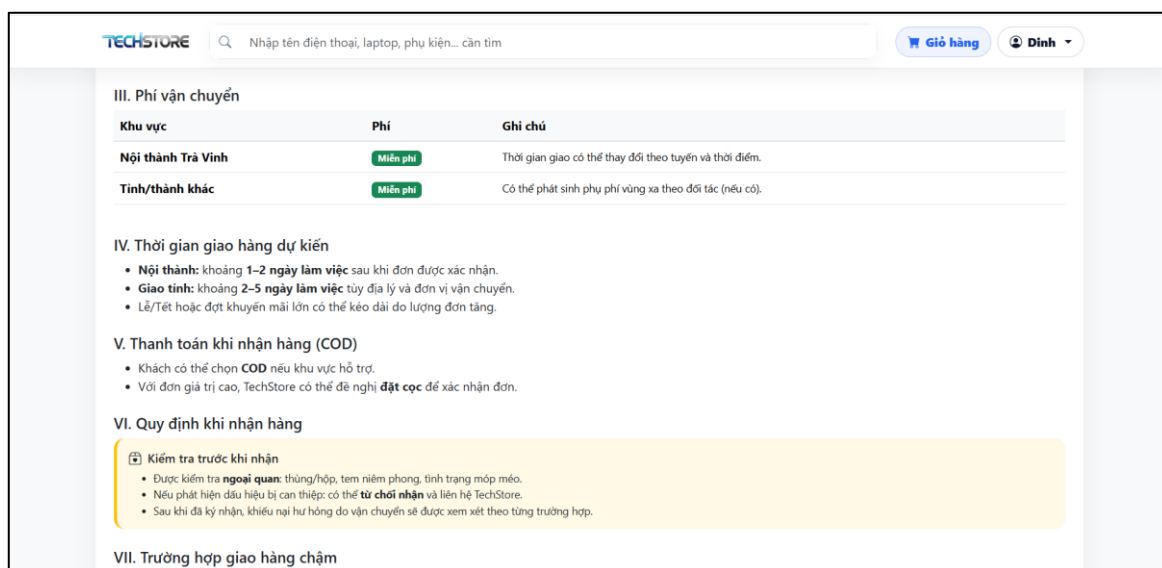 TECHSTORE
Nhập tên điện thoại, laptop, phụ kiện... cần tìm
Giỏ hàng
Dinh
III. Phí vận chuyển
Khu vực Phí Ghi chú
Nội thành Trà Vinh Miễn phí Thời gian giao có thể thay đổi theo tuyến và thời điểm.
Tỉnh/thành khác Miễn phí Có thể phát sinh phụ phí vùng xa theo đối tác (nếu có).
IV. Thời gian giao hàng dự kiến
• Nội thành: khoảng 1–2 ngày làm việc sau khi đơn được xác nhận.
• Giao tỉnh: khoảng 2–5 ngày làm việc tùy địa lý và đơn vị vận chuyển.
• Lễ/Tết hoặc đợt khuyến mãi lớn có thể kéo dài do lượng đơn tăng.
V. Thanh toán khi nhận hàng (COD)
• Khách có thể chọn COD nếu khu vực hỗ trợ.
• Với đơn giá trị cao, TechStore có thể đề nghị đặt cọc để xác nhận đơn.
VI. Quy định khi nhận hàng
Kiểm tra trước khi nhận
• Được kiểm tra ngoại quan: thùng/hộp, tem niêm phong, tình trạng móp méo.
• Nếu phát hiện dấu hiệu bị can thiệp: có thể từ chối nhận và liên hệ TechStore.
• Sau khi đã ký nhận, khiếu nại hư hỏng do vận chuyển sẽ được xem xét theo từng trường hợp.
VII. Trường hợp giao hàng chậm